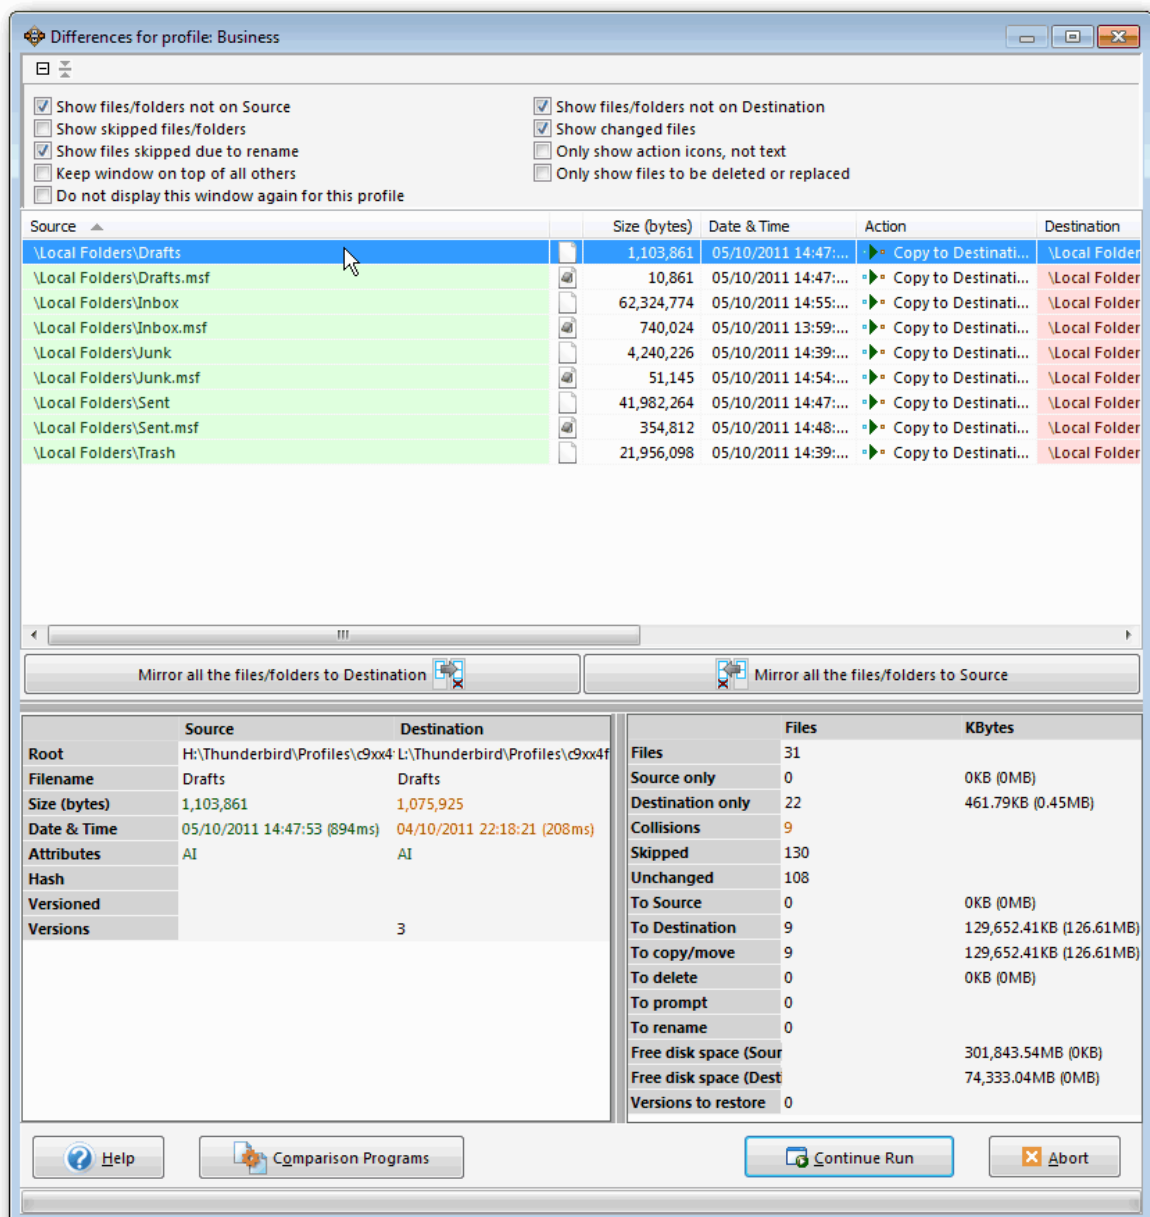 Differences for profile: Business
Show files/folders not on Source Show files/folders not on Destination
Show skipped files/folders Show changed files
Show files skipped due to rename Only show action icons, not text
Keep window on top of all others Only show files to be deleted or replaced
Do not display this window again for this profile
Source Size (bytes) Date & Time Action Destination
\Local Folders\Drafts 1,103,861 05/10/2011 14:47:... Copy to Destinati... \Local Folder
\Local Folders\Drafts.msf 10,861 05/10/2011 14:47:... Copy to Destinati... \Local Folder
\Local Folders\Inbox 62,324,774 05/10/2011 14:55:... Copy to Destinati... \Local Folder
\Local Folders\Inbox.msf 740,024 05/10/2011 13:59:... Copy to Destinati... \Local Folder
\Local Folders\Junk 4,240,226 05/10/2011 14:39:... Copy to Destinati... \Local Folder
\Local Folders\Junk.msf 51,145 05/10/2011 14:54:... Copy to Destinati... \Local Folder
\Local Folders\Sent 41,982,264 05/10/2011 14:47:... Copy to Destinati... \Local Folder
\Local Folders\Sent.msf 354,812 05/10/2011 14:48:... Copy to Destinati... \Local Folder
\Local Folders\Trash 21,956,098 05/10/2011 14:39:... Copy to Destinati... \Local Folder
Mirror all the files/folders to Destination Mirror all the files/folders to Source
Source Destination
Root H:\Thunderbird\Profiles\c9xx4 L:\Thunderbird\Profiles\c9xx4f
Filename Drafts Drafts
Size (bytes) 1,103,861 1,075,925
Date & Time 05/10/2011 14:47:53 (894ms) 04/10/2011 22:18:21 (208ms)
Attributes AI AI
Hash
Versioned
Versions 3
Files KBytes
Files 31
Source only 0 0KB (0MB)
Destination only 22 461.79KB (0.45MB)
Collisions 9
Skipped 130
Unchanged 108
To Source 0 0KB (0MB)
To Destination 9 129,652.41KB (126.61MB)
To copy/move 9 129,652.41KB (126.61MB)
To delete 0 0KB (0MB)
To prompt 0
To rename 0
Free disk space (Sour 301,843.54MB (0KB)
Free disk space (Desti 74,333.04MB (0MB)
Versions to restore 0
Help Comparison Programs Continue Run Abort